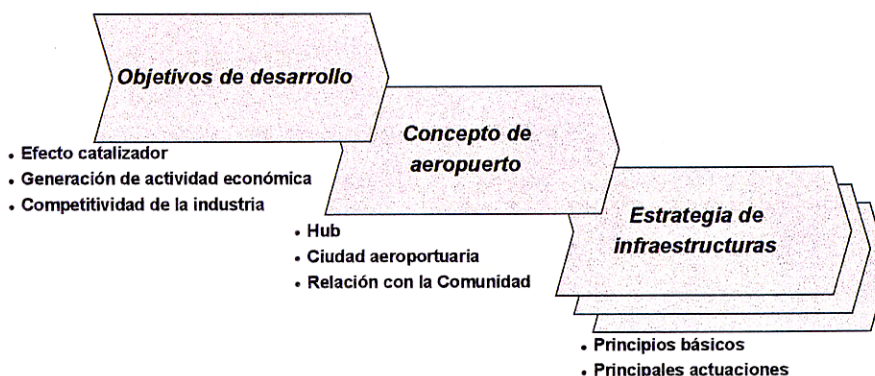 Objetivos de desarrollo
• Efecto catalizador
• Generación de actividad económica
• Competitividad de la industria
Concepto de
aeropuerto
• Hub
• Ciudad aeroportuaria
• Relación con la Comunidad
Estrategia de
infraestructuras
• Principios básicos
• Principales actuaciones